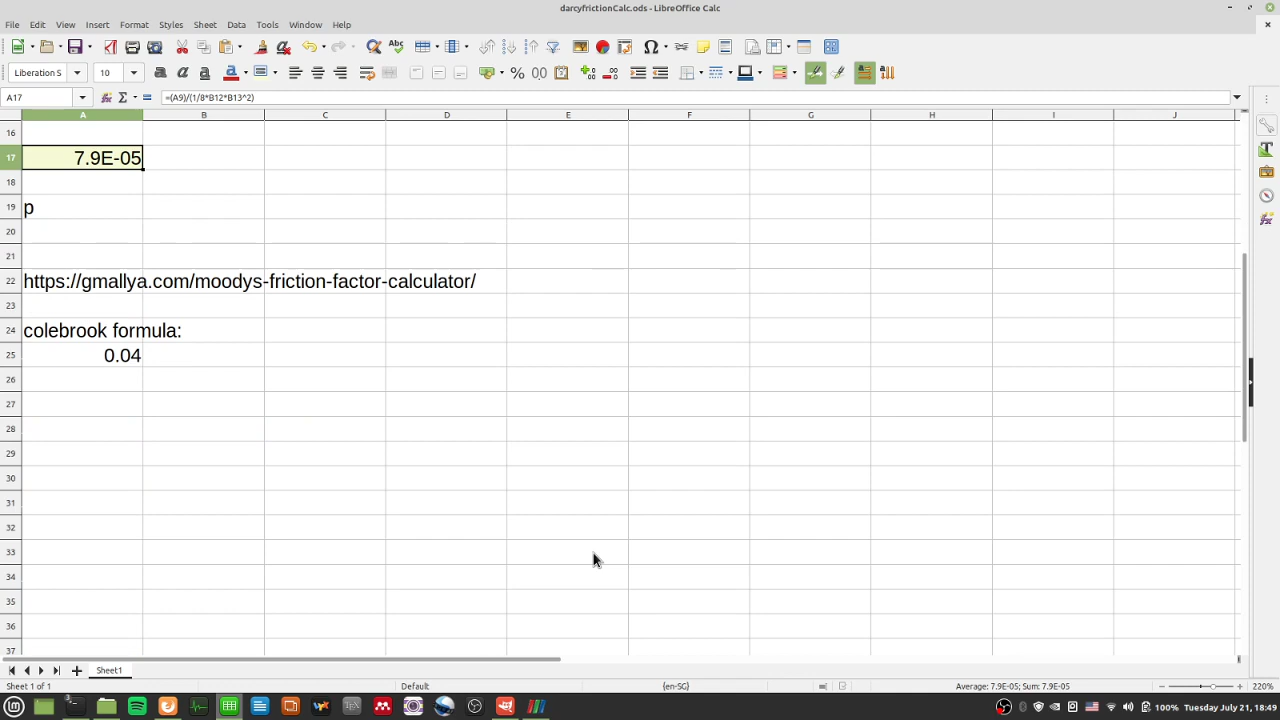 darcyfrictionCalc.ods - LibreOffice Calc
File Edit View Insert Format Styles Sheet Data Tools Window Help
Liberation S 10
A17 =(A9)/(1/8*B12*B13^2)
A B C D E F G H I J
16
17 7.9E-05
18
19 p
20
21
22 https://gmallya.com/moodys-friction-factor-calculator/
23
24 colebrook formula:
25 0.04
26
27
28
29
30
31
32
33
34
35
36
37
Sheet1
Sheet 1 of 1 Default {en-SG} Average: 7.9E-05; Sum: 7.9E-05 220%
100% Tuesday July 21, 18:49